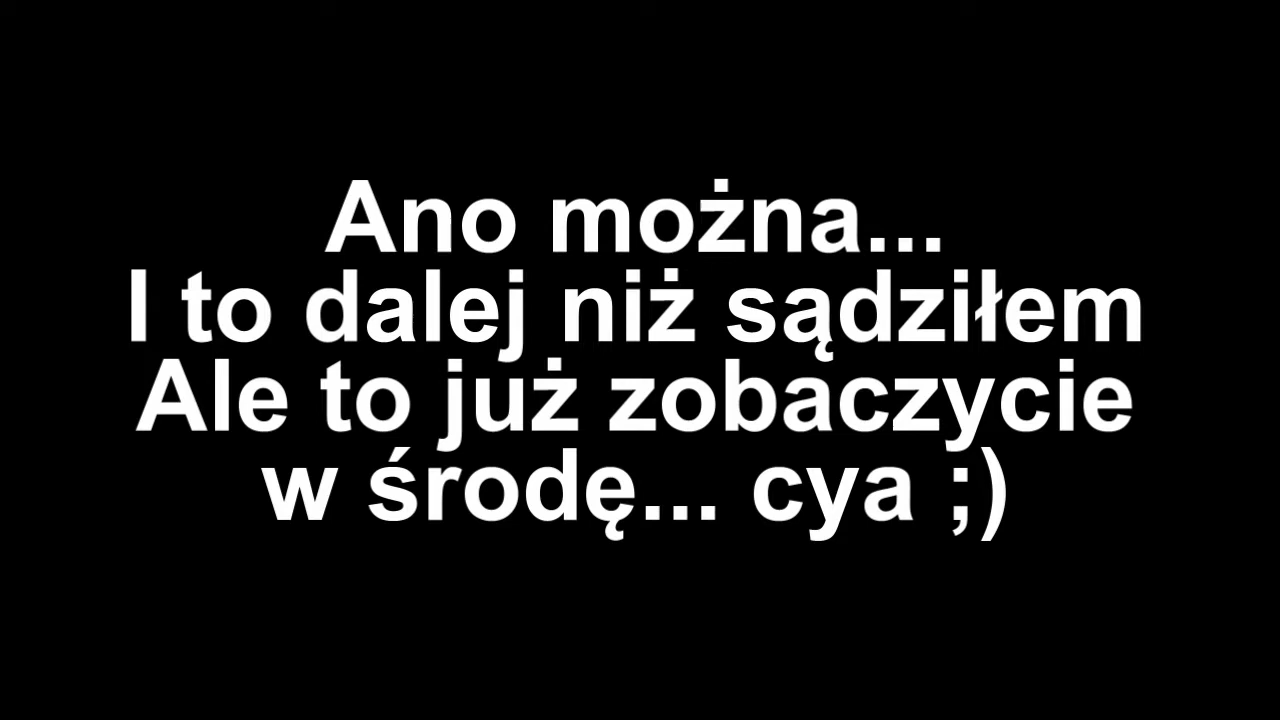 Ano można...
I to dalej niż sądziłem
Ale to już zobaczycie
w środę... cya ;)